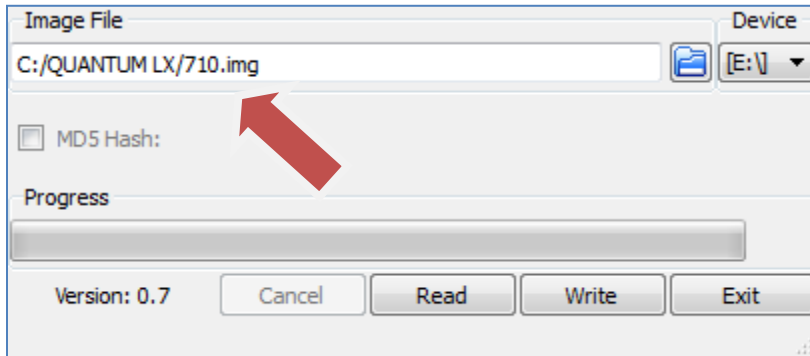 Image File Device
C:/QUANTUM LX/710.img [E:\]
MD5 Hash:
Progress
Version: 0.7 Cancel Read Write Exit